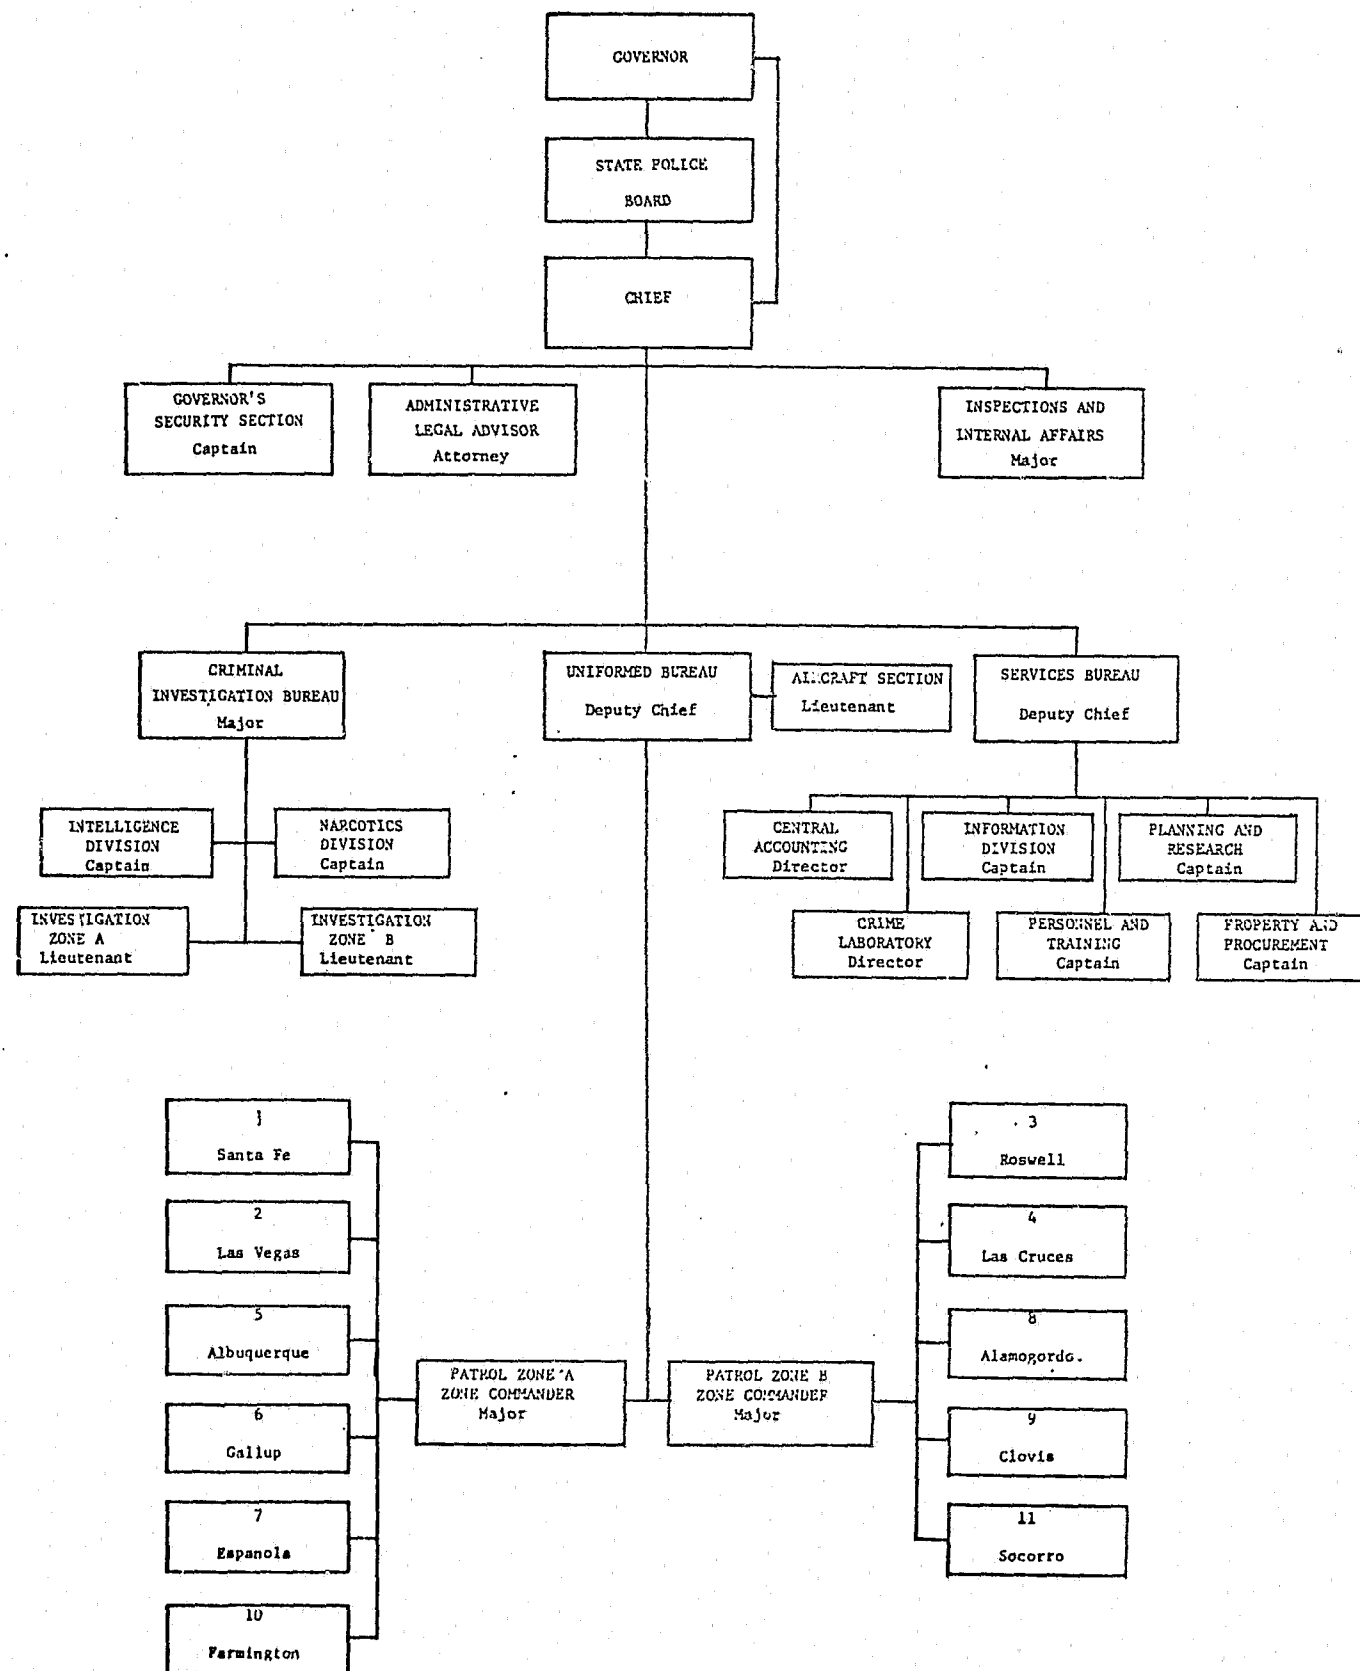 GOVERNOR
STATE POLICE
BOARD
CHIEF
GOVERNOR'S
SECURITY SECTION
Captain
ADMINISTRATIVE
LEGAL ADVISOR
Attorney
INSPECTIONS AND
INTERNAL AFFAIRS
Major
CRIMINAL
INVESTIGATION BUREAU
Major
UNIFORMED BUREAU
Deputy Chief
AIRCRAFT SECTION
Lieutenant
SERVICES BUREAU
Deputy Chief
INTELLIGENCE
DIVISION
Captain
NARCOTICS
DIVISION
Captain
INVESTIGATION
ZONE A
Lieutenant
INVESTIGATION
ZONE B
Lieutenant
CENTRAL
ACCOUNTING
Director
INFORMATION
DIVISION
Captain
PLANNING AND
RESEARCH
Captain
CRIME
LABORATORY
Director
PERSONNEL AND
TRAINING
Captain
PROPERTY AND
PROCUREMENT
Captain
1
Santa Fe
2
Las Vegas
5
Albuquerque
6
Gallup
7
Espanola
10
Farmington
PATROL ZONE A
ZONE COMMANDER
Major
PATROL ZONE B
ZONE COMMANDER
Major
3
Roswell
4
Las Cruces
8
Alamogordo.
9
Clovis
11
Socorro